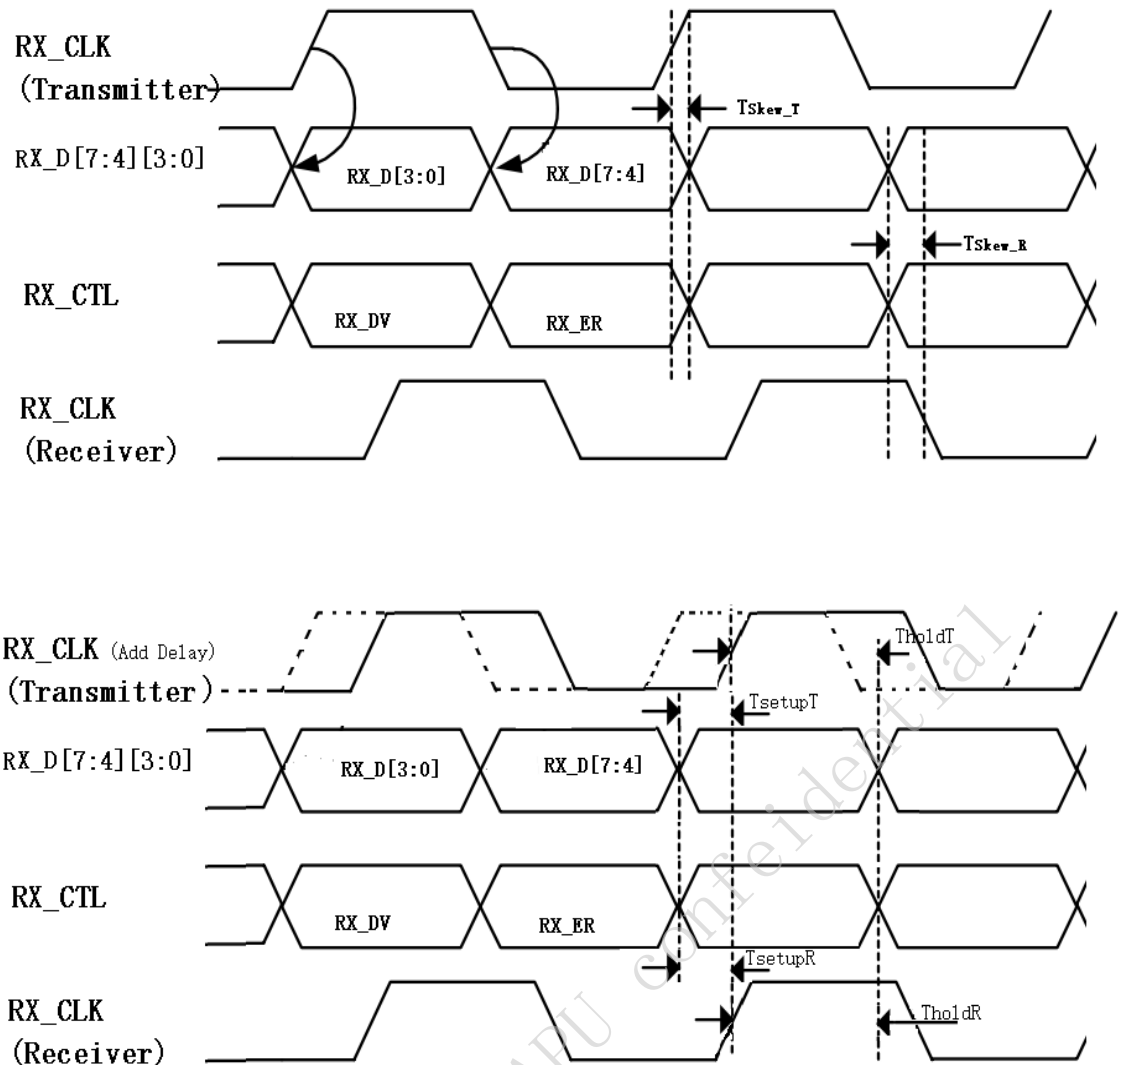 RX_CLK
(Transmitter)
Tskew_T
RX_D[7:4][3:0]
RX_D[3:0]
RX_D[7:4]
Tskew_R
RX_CTL
RX_DV
RX_ER
RX_CLK
(Receiver)
RX_CLK (Add Delay)
(Transmitter)
TholdT
TsetupT
RX_D[7:4][3:0]
RX_D[3:0]
RX_D[7:4]
RX_CTL
RX_DV
RX_ER
TsetupR
RX_CLK
(Receiver)
TholdR
APU confeidential